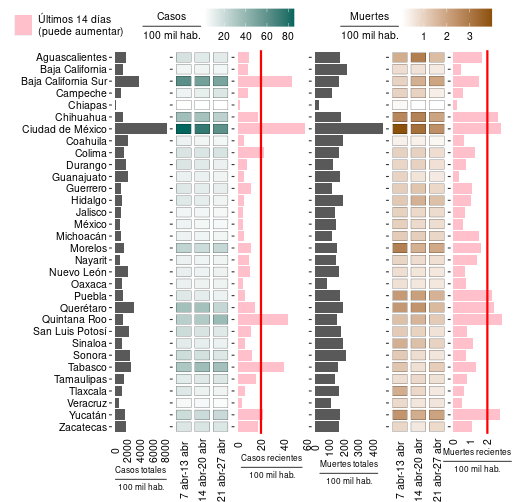 Últimos 14 días
(puede aumentar)
Casos
100 mil hab.
20 40 60 80
Muertes
100 mil hab.
1 2 3
Aguascalientes
Baja California
Baja California Sur
Campeche
Chiapas
Chihuahua
Ciudad de México
Coahuila
Colima
Durango
Guanajuato
Guerrero
Hidalgo
Jalisco
México
Michoacán
Morelos
Nayarit
Nuevo León
Oaxaca
Puebla
Querétaro
Quintana Roo
San Luis Potosí
Sinaloa
Sonora
Tabasco
Tamaulipas
Tlaxcala
Veracruz
Yucatán
Zacatecas
0 2000 4000 6000 8000
Casos totales
100 mil hab.
7 abr-13 abr
14 abr-20 abr
21 abr-27 abr
0 20 40 60
Casos recientes
100 mil hab.
0 100 200 300 400
Muertes totales
100 mil hab.
7 abr-13 abr
14 abr-20 abr
21 abr-27 abr
0 1 2
Muertes recientes
100 mil hab.